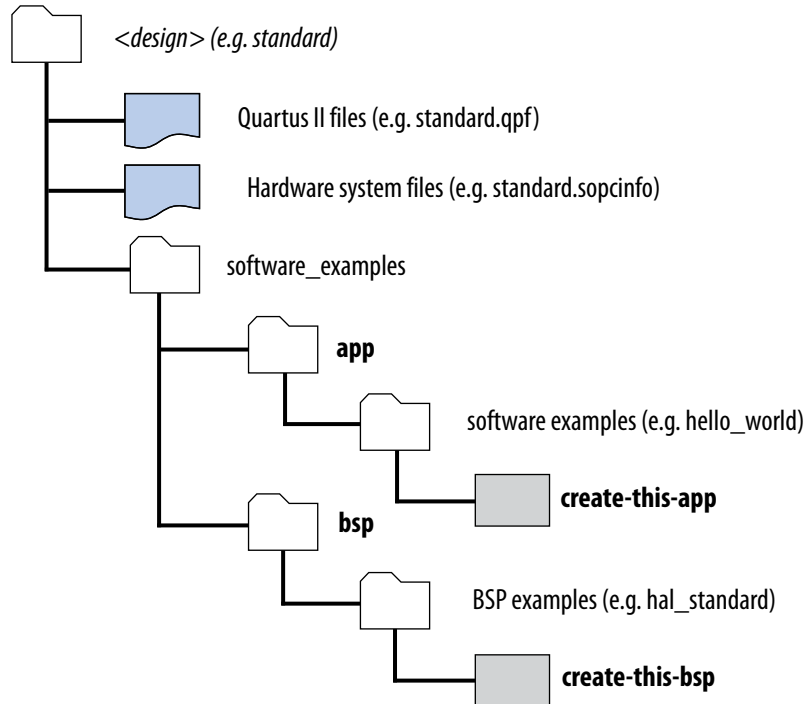 <design> (e.g. standard)
Quartus II files (e.g. standard.qpf)
Hardware system files (e.g. standard.sopcinfo)
software_examples
app
software examples (e.g. hello_world)
create-this-app
bsp
BSP examples (e.g. hal_standard)
create-this-bsp